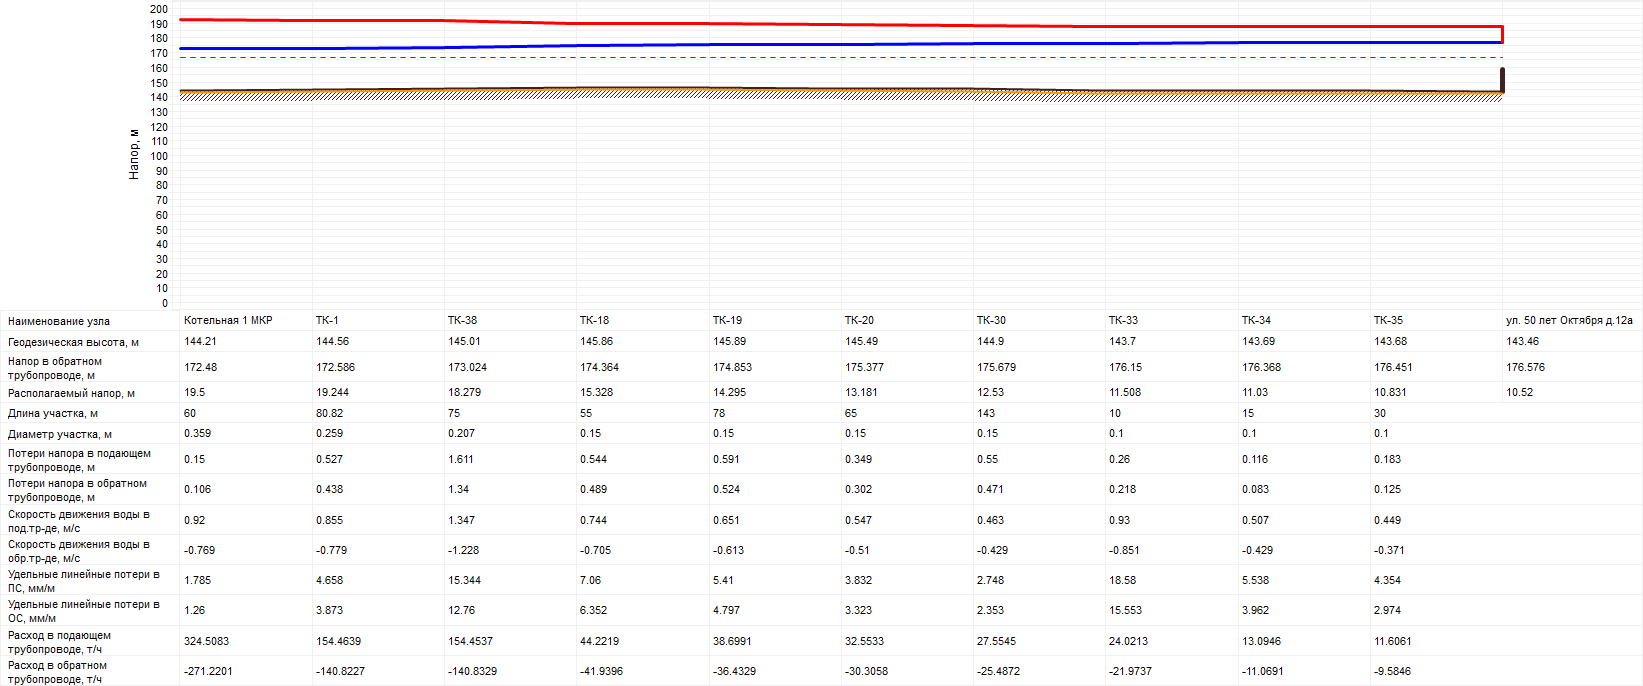 200
190
180
170
160
150
140
130
120
110
100
90
80
70
60
50
40
30
20
10
0
Напор, м
Наименование узла Котельная 1 МКР ТК-1 ТК-38 ТК-18 ТК-19 ТК-20 ТК-30 ТК-33 ТК-34 ТК-35 ул. 50 лет Октября д.12а
Геодезическая высота, м 144.21 144.56 145.01 145.86 145.89 145.49 144.9 143.7 143.69 143.68 143.46
Напор в обратном
трубопроводе, м 172.48 172.586 173.024 174.364 174.853 175.377 175.679 176.15 176.368 176.451 176.576
Располагаемый напор, м 19.5 19.244 18.279 15.328 14.295 13.181 12.53 11.508 11.03 10.831 10.52
Длина участка, м 60 80.82 75 55 78 65 143 10 15 30
Диаметр участка, м 0.359 0.259 0.207 0.15 0.15 0.15 0.15 0.1 0.1 0.1
Потери напора в подающем
трубопроводе, м 0.15 0.527 1.611 0.544 0.591 0.349 0.55 0.26 0.116 0.183
Потери напора в обратном
трубопроводе, м 0.106 0.438 1.34 0.489 0.524 0.302 0.471 0.218 0.083 0.125
Скорость движения воды в
под.тр-де, м/с 0.92 0.855 1.347 0.744 0.651 0.547 0.463 0.93 0.507 0.449
Скорость движения воды в
обр.тр-де, м/с -0.769 -0.779 -1.228 -0.705 -0.613 -0.51 -0.429 -0.851 -0.429 -0.371
Удельные линейные потери в
ПС, мм/м 1.785 4.658 15.344 7.06 5.41 3.832 2.748 18.58 5.538 4.354
Удельные линейные потери в
ОС, мм/м 1.26 3.873 12.76 6.352 4.797 3.323 2.353 15.553 3.962 2.974
Расход в подающем
трубопроводе, т/ч 324.5083 154.4639 154.4537 44.2219 38.6991 32.5533 27.5545 24.0213 13.0946 11.6061
Расход в обратном
трубопроводе, т/ч -271.2201 -140.8227 -140.8329 -41.9396 -36.4329 -30.3058 -25.4872 -21.9737 -11.0691 -9.5846